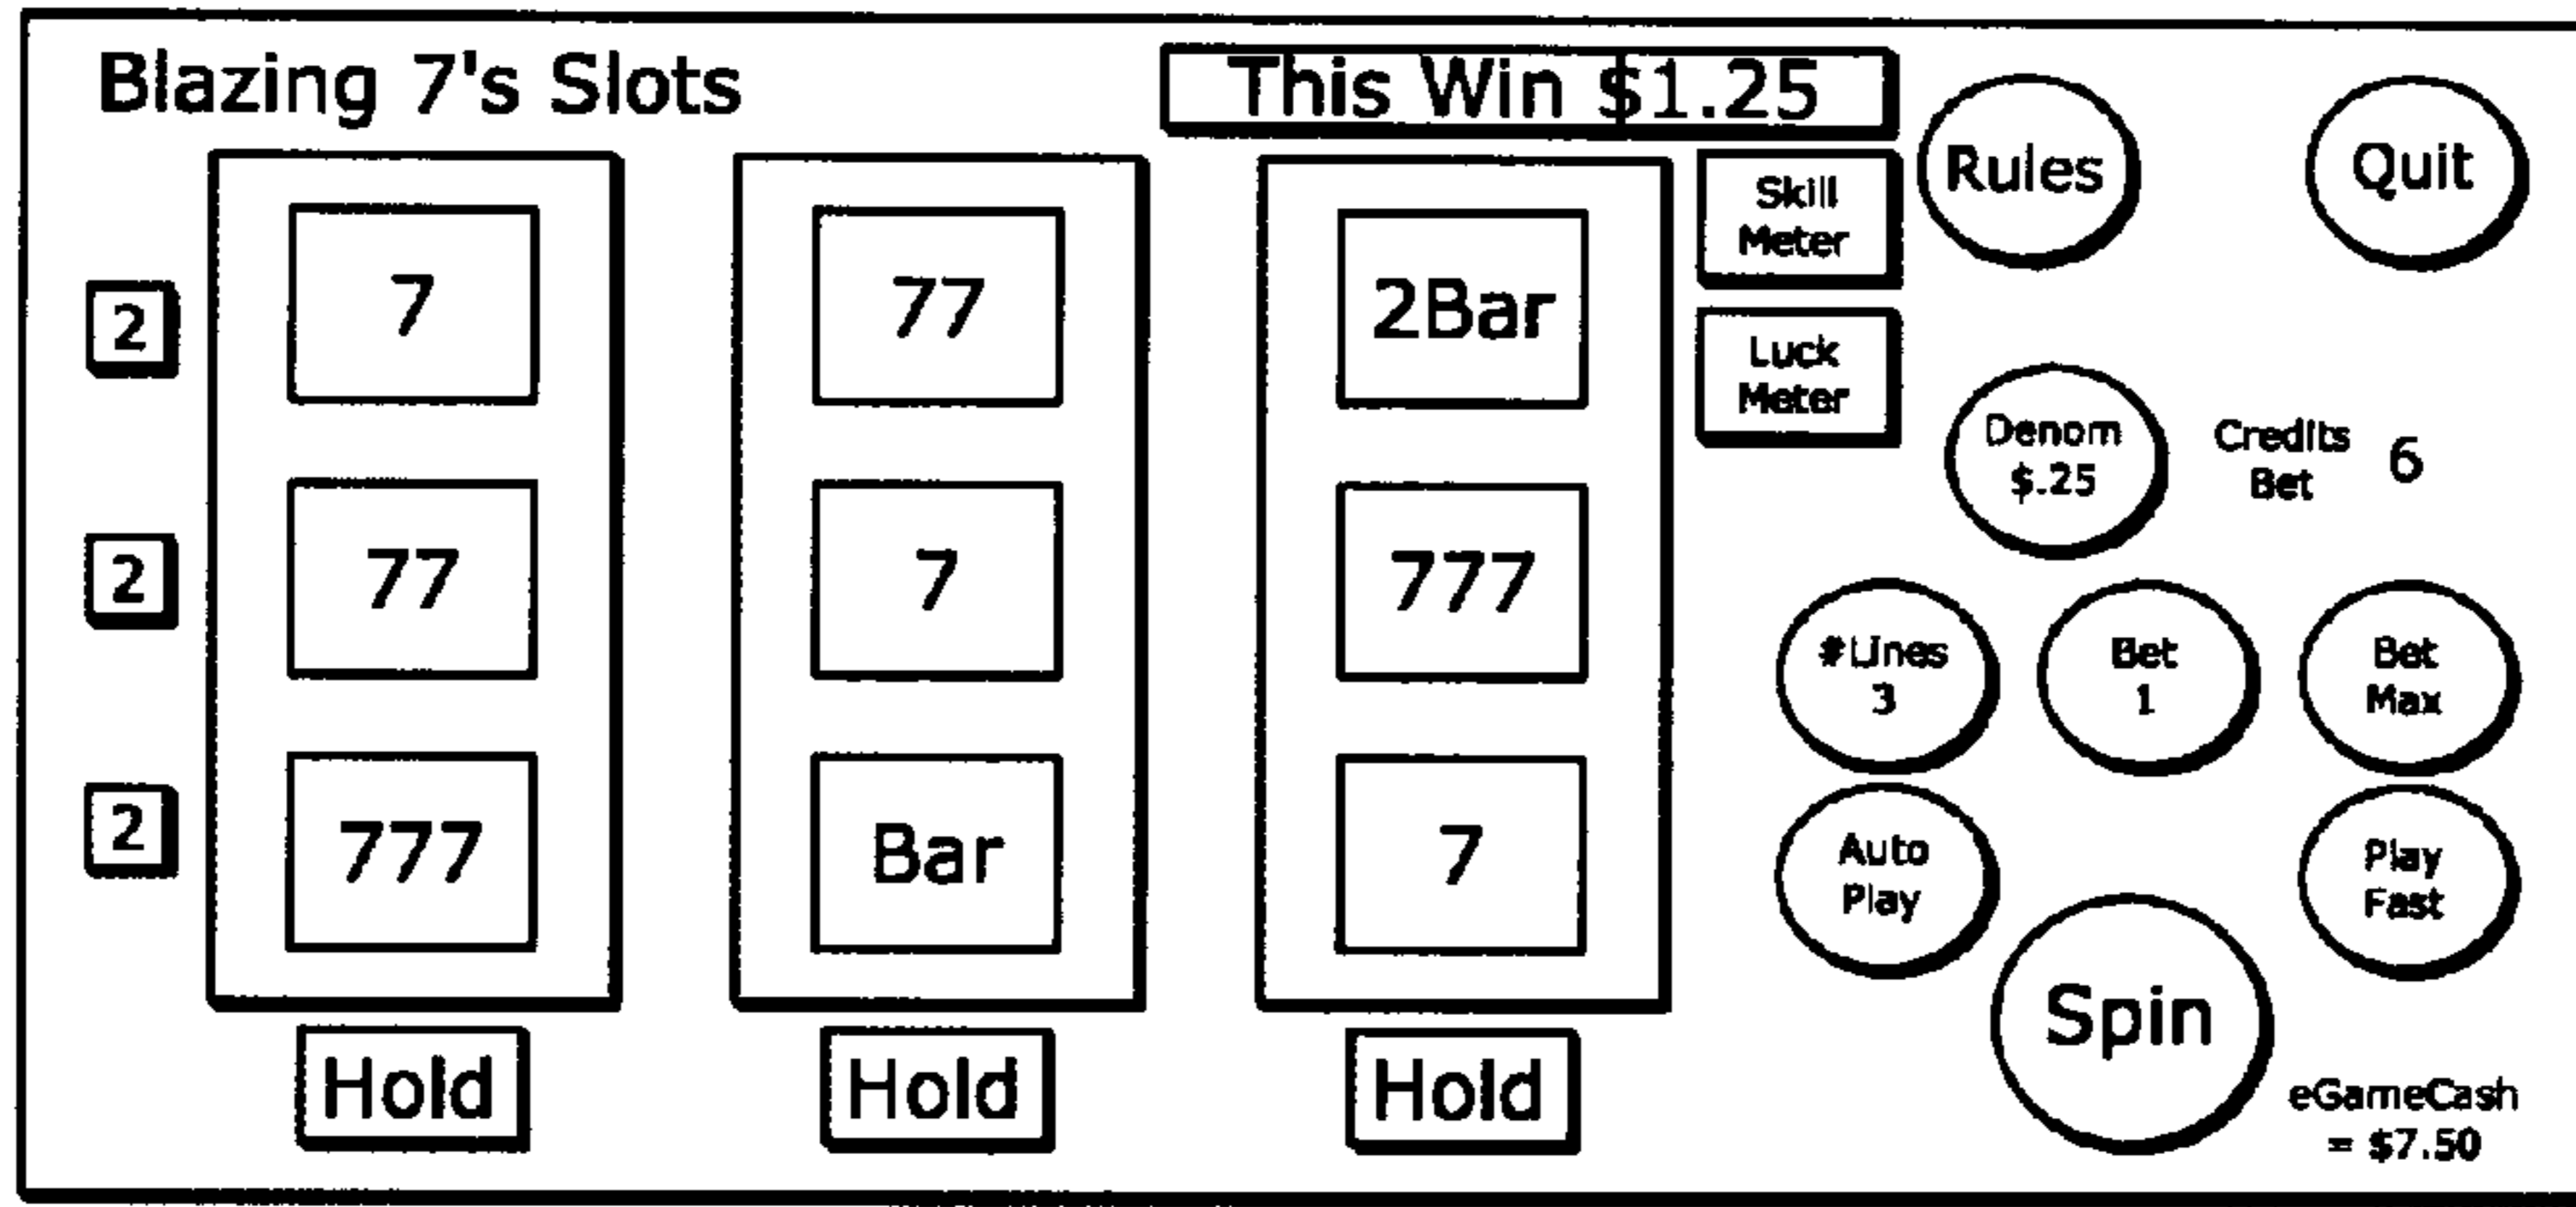 Blazing 7's Slots
This Win $1.25
Rules
Quit
Skill
Meter
Luck
Meter
2
7
77
2Bar
Denom
$.25
Credits
Bet
6
2
77
7
777
#Lines
3
Bet
1
Bet
Max
2
777
Bar
7
Auto
Play
Play
Fast
Spin
Hold
Hold
Hold
eGameCash
= $7.50